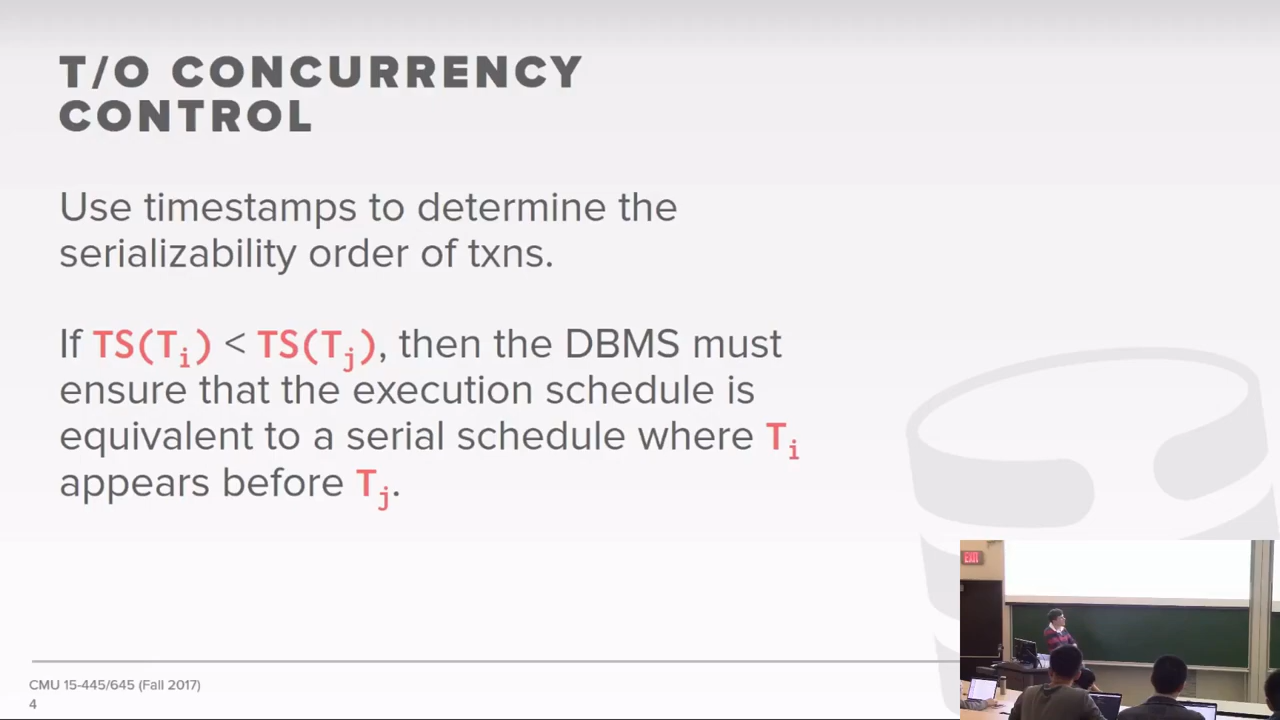 T/O CONCURRENCY
CONTROL
Use timestamps to determine the
serializability order of txns.
If TS(Ti) < TS(Tj), then the DBMS must
ensure that the execution schedule is
equivalent to a serial schedule where Ti
appears before Tj.
CMU 15-445/645 (Fall 2017)
4
EXIT